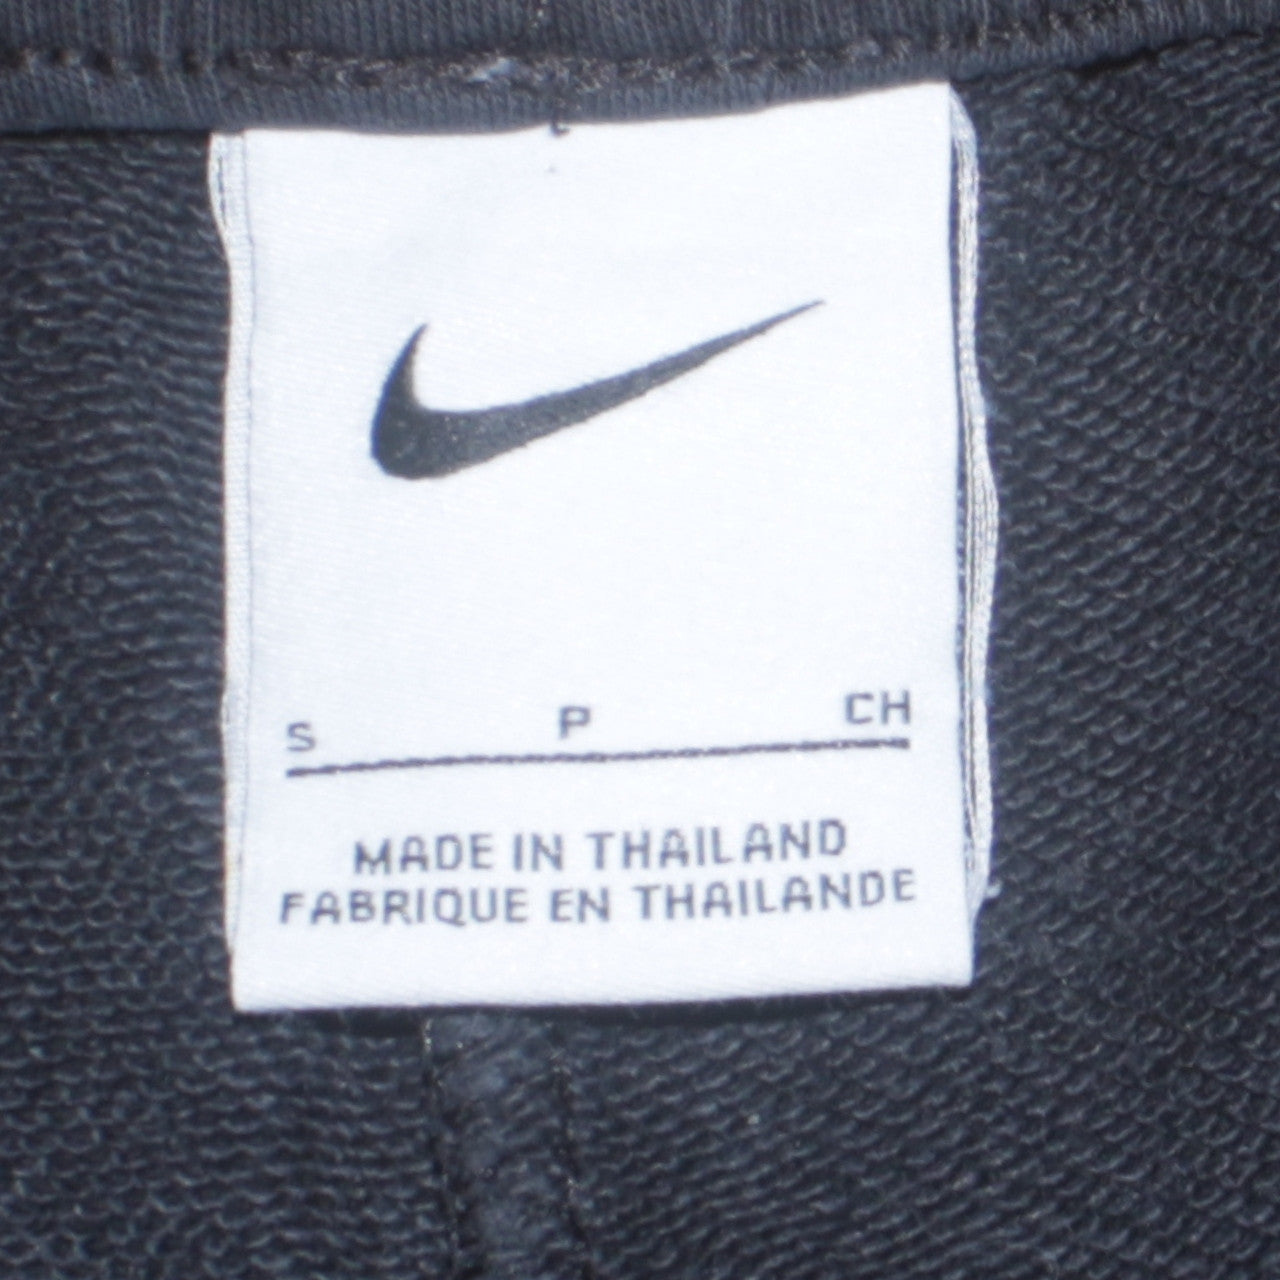 S P CH
MADE IN THAILAND
FABRIQUE EN THAILANDE